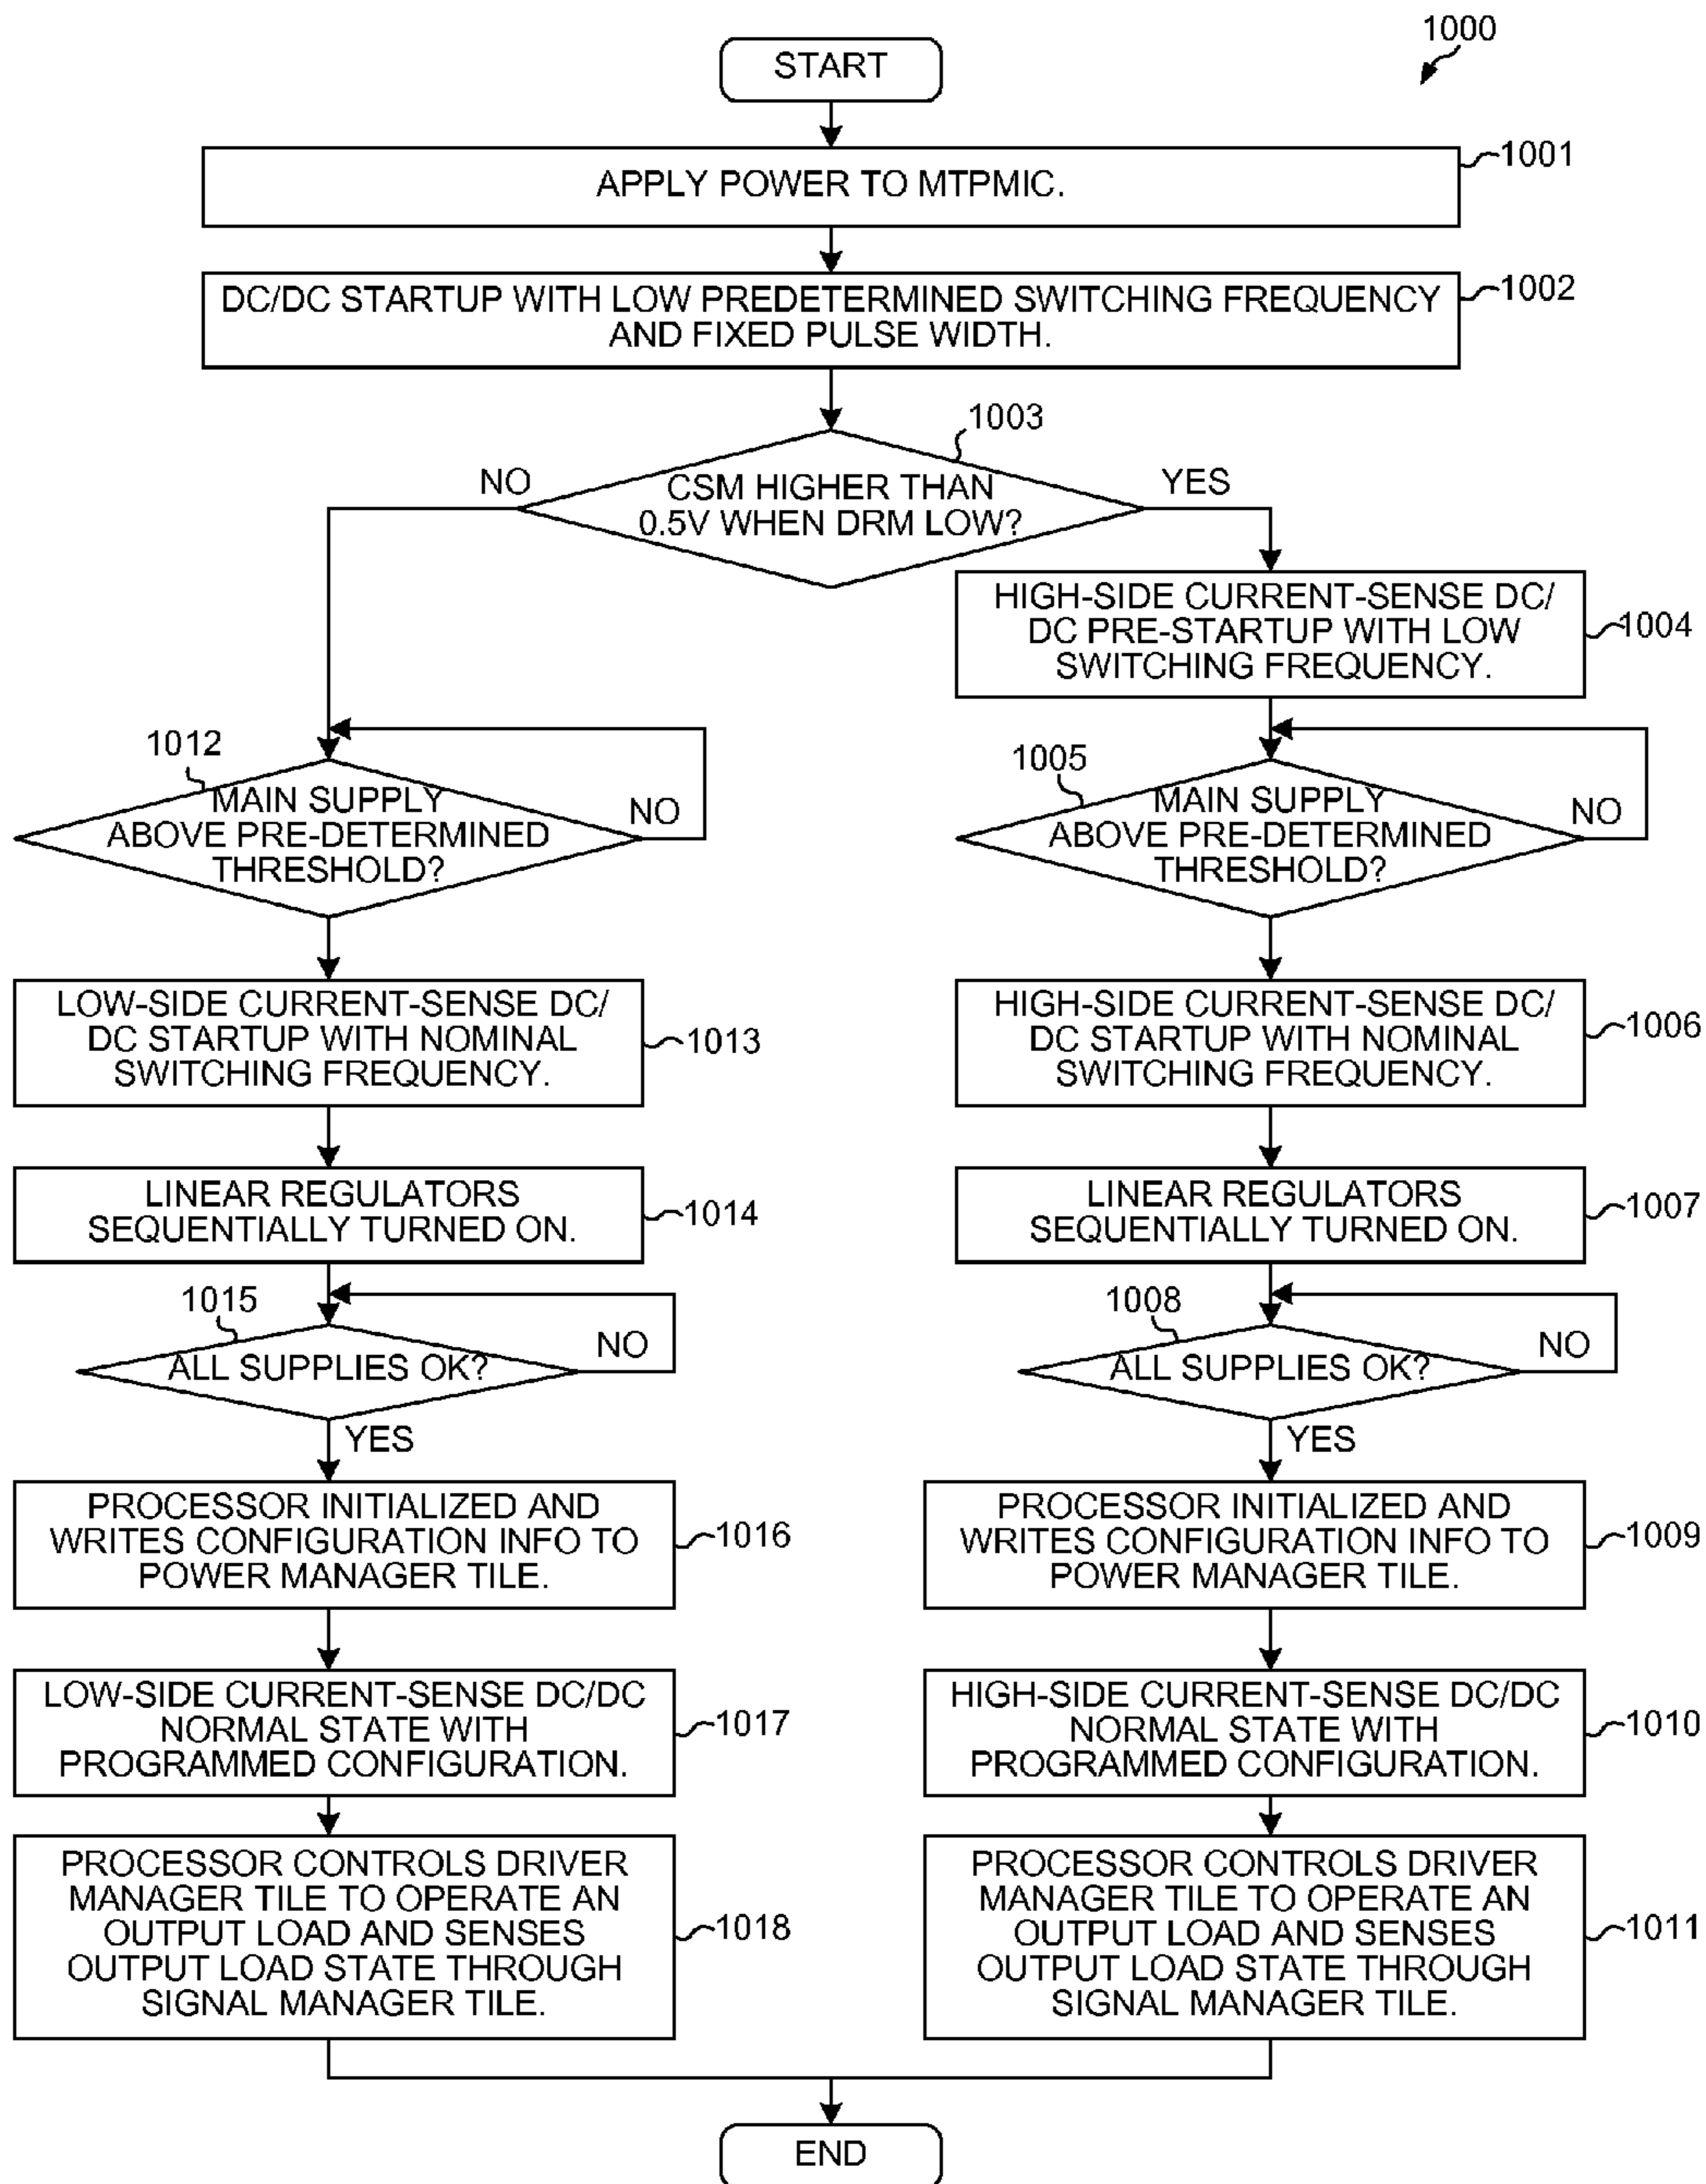 1000
START
APPLY POWER TO MTPMIC.
1001
DC/DC STARTUP WITH LOW PREDETERMINED SWITCHING FREQUENCY
AND FIXED PULSE WIDTH.
1002
1003
CSM HIGHER THAN
0.5V WHEN DRM LOW?
NO
YES
HIGH-SIDE CURRENT-SENSE DC/
DC PRE-STARTUP WITH LOW
SWITCHING FREQUENCY.
1004
1012
MAIN SUPPLY
ABOVE PRE-DETERMINED
THRESHOLD?
NO
1005
MAIN SUPPLY
ABOVE PRE-DETERMINED
THRESHOLD?
NO
LOW-SIDE CURRENT-SENSE DC/
DC STARTUP WITH NOMINAL
SWITCHING FREQUENCY.
1013
HIGH-SIDE CURRENT-SENSE DC/
DC STARTUP WITH NOMINAL
SWITCHING FREQUENCY.
1006
LINEAR REGULATORS
SEQUENTIALLY TURNED ON.
1014
LINEAR REGULATORS
SEQUENTIALLY TURNED ON.
1007
1015
ALL SUPPLIES OK?
NO
YES
1008
ALL SUPPLIES OK?
NO
YES
PROCESSOR INITIALIZED AND
WRITES CONFIGURATION INFO TO
POWER MANAGER TILE.
1016
PROCESSOR INITIALIZED AND
WRITES CONFIGURATION INFO TO
POWER MANAGER TILE.
1009
LOW-SIDE CURRENT-SENSE DC/DC
NORMAL STATE WITH
PROGRAMMED CONFIGURATION.
1017
HIGH-SIDE CURRENT-SENSE DC/DC
NORMAL STATE WITH
PROGRAMMED CONFIGURATION.
1010
PROCESSOR CONTROLS DRIVER
MANAGER TILE TO OPERATE AN
OUTPUT LOAD AND SENSES
OUTPUT LOAD STATE THROUGH
SIGNAL MANAGER TILE.
1018
PROCESSOR CONTROLS DRIVER
MANAGER TILE TO OPERATE AN
OUTPUT LOAD AND SENSES
OUTPUT LOAD STATE THROUGH
SIGNAL MANAGER TILE.
1011
END